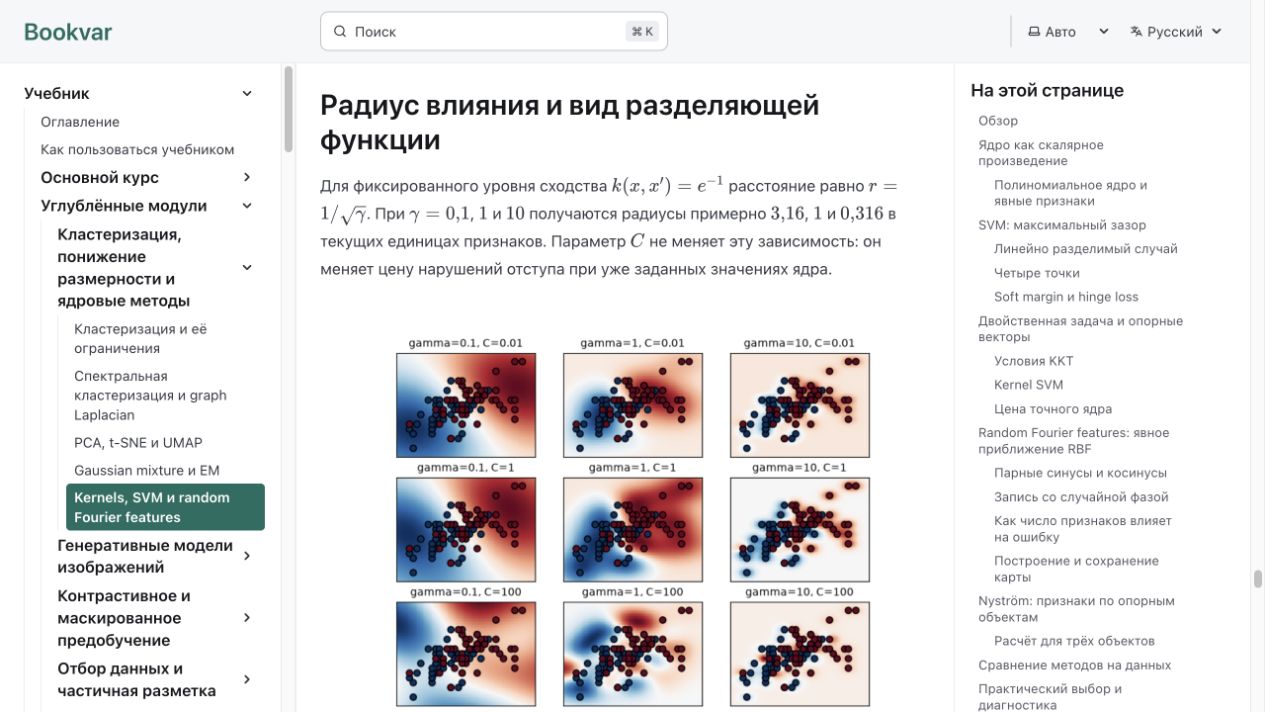 Bookvar
Поиск
⌘ K
Авто
Русский
Учебник
Оглавление
Как пользоваться учебником
Основной курс
Углублённые модули
Кластеризация,
понижение
размерности и
ядровые методы
Кластеризация и её
ограничения
Спектральная
кластеризация и graph
Laplacian
PCA, t-SNE и UMAP
Gaussian mixture и EM
Kernels, SVM и random
Fourier features
Генеративные модели
изображений
Контрастивное и
маскированное
предобучение
Отбор данных и
частичная разметка
Радиус влияния и вид разделяющей
функции
Для фиксированного уровня сходства k(x, x′) = e⁻¹ расстояние равно r =
1/√γ. При γ = 0,1, 1 и 10 получаются радиусы примерно 3,16, 1 и 0,316 в
текущих единицах признаков. Параметр C не меняет эту зависимость: он
меняет цену нарушений отступа при уже заданных значениях ядра.
gamma=0.1, C=0.01
gamma=1, C=0.01
gamma=10, C=0.01
gamma=0.1, C=1
gamma=1, C=1
gamma=10, C=1
gamma=0.1, C=100
gamma=1, C=100
gamma=10, C=100
На этой странице
Обзор
Ядро как скалярное
произведение
Полиномиальное ядро и
явные признаки
SVM: максимальный зазор
Линейно разделимый случай
Четыре точки
Soft margin и hinge loss
Двойственная задача и опорные
векторы
Условия KKT
Kernel SVM
Цена точного ядра
Random Fourier features: явное
приближение RBF
Парные синусы и косинусы
Запись со случайной фазой
Как число признаков влияет
на ошибку
Построение и сохранение
карты
Nyström: признаки по опорным
объектам
Расчёт для трёх объектов
Сравнение методов на данных
Практический выбор и
диагностика